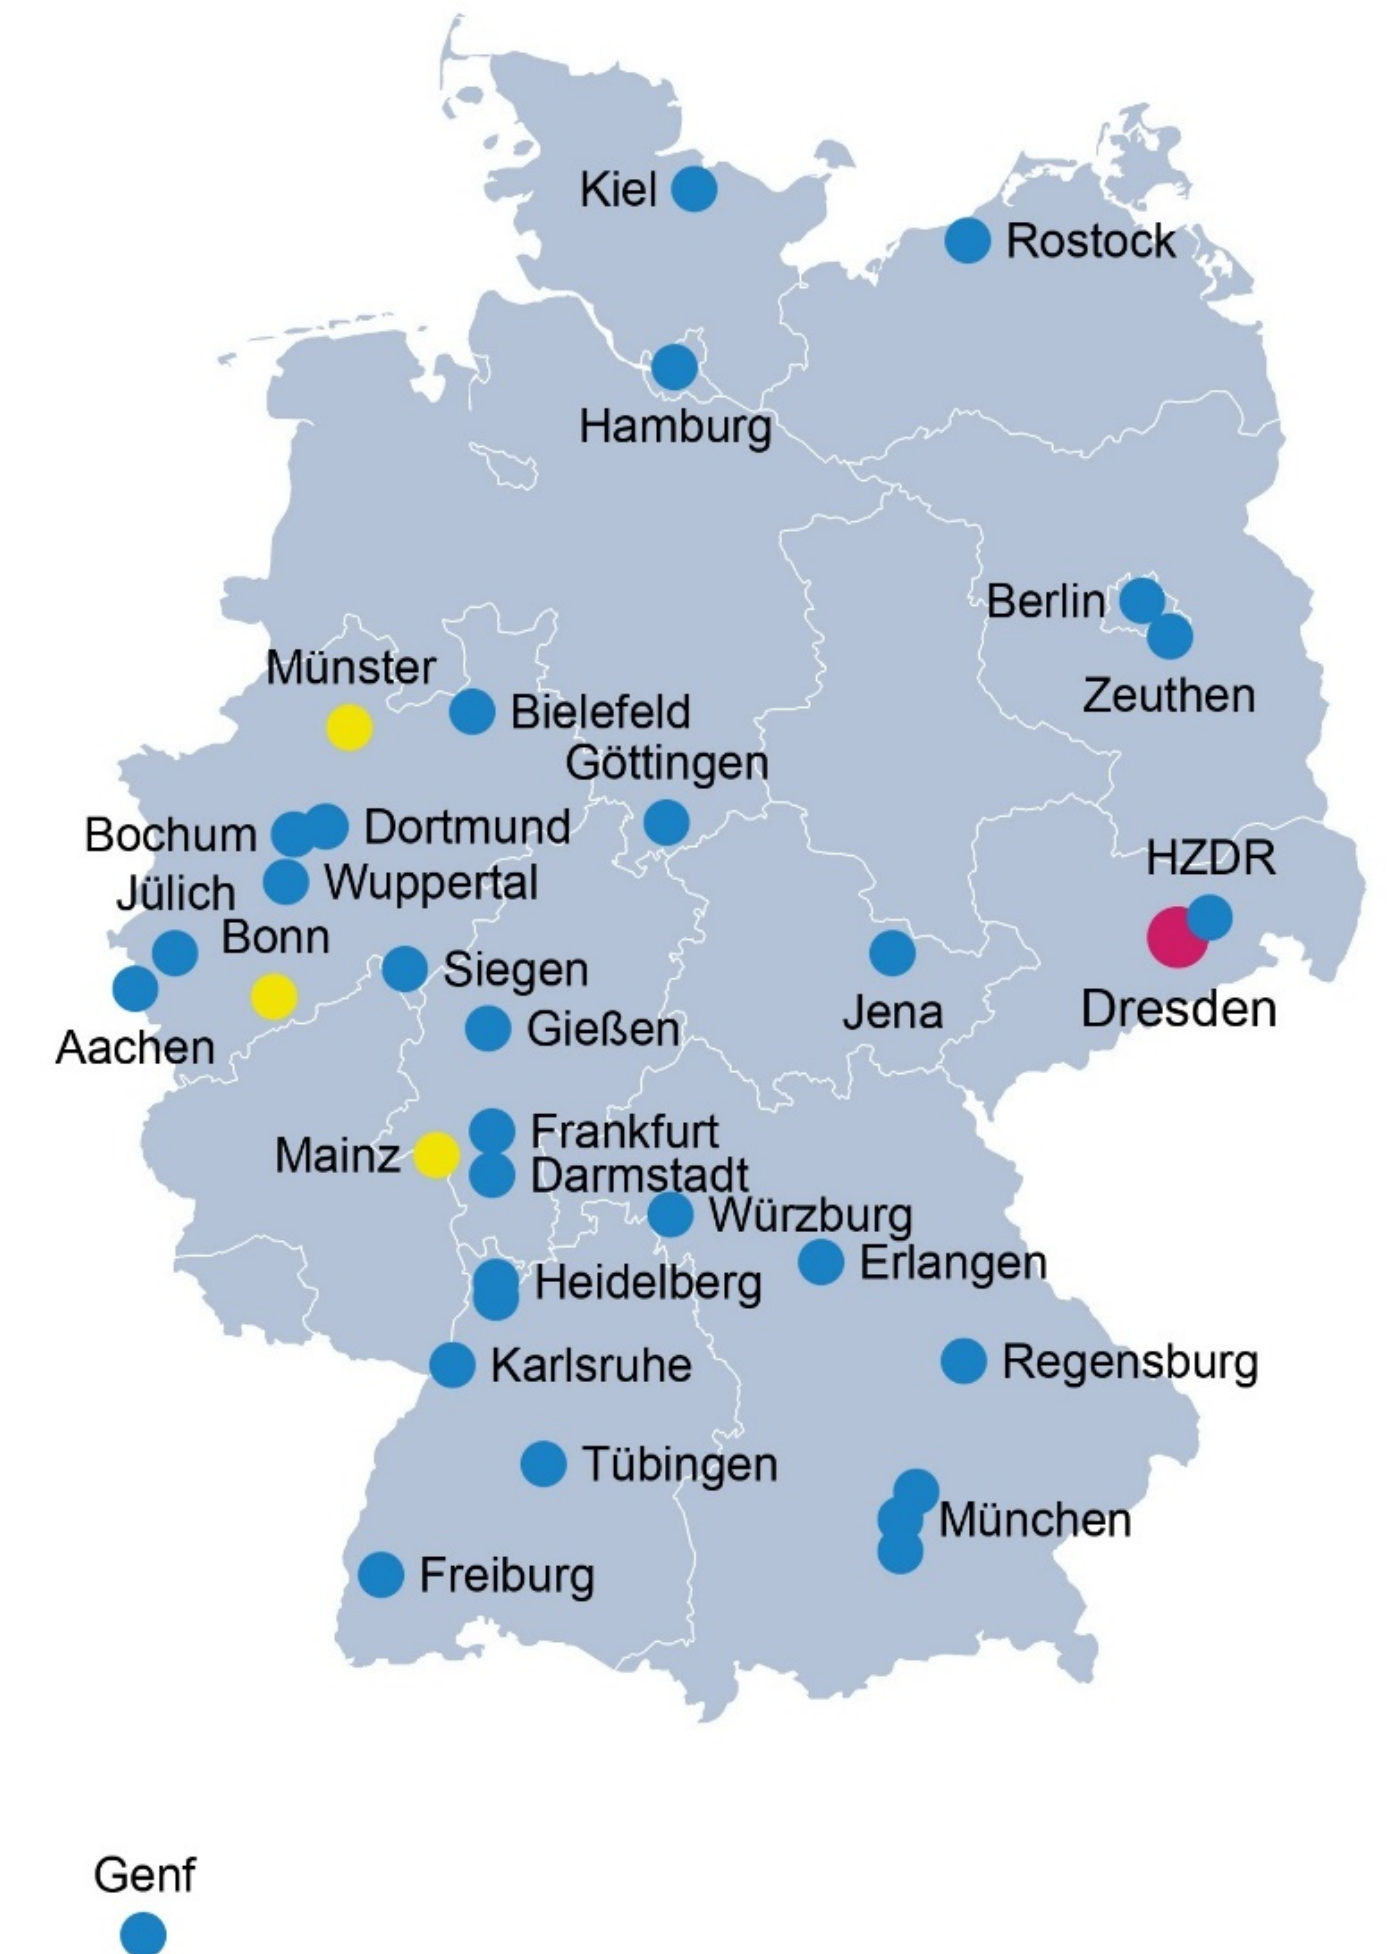 Kiel
Rostock
Hamburg
Berlin
Zeuthen
Münster
Bielefeld
Göttingen
Bochum
Dortmund
HZDR
Jülich
Wuppertal
Bonn
Siegen
Jena
Dresden
Gießen
Aachen
Frankfurt
Mainz
Darmstadt
Würzburg
Erlangen
Heidelberg
Karlsruhe
Regensburg
Tübingen
München
Freiburg
Genf